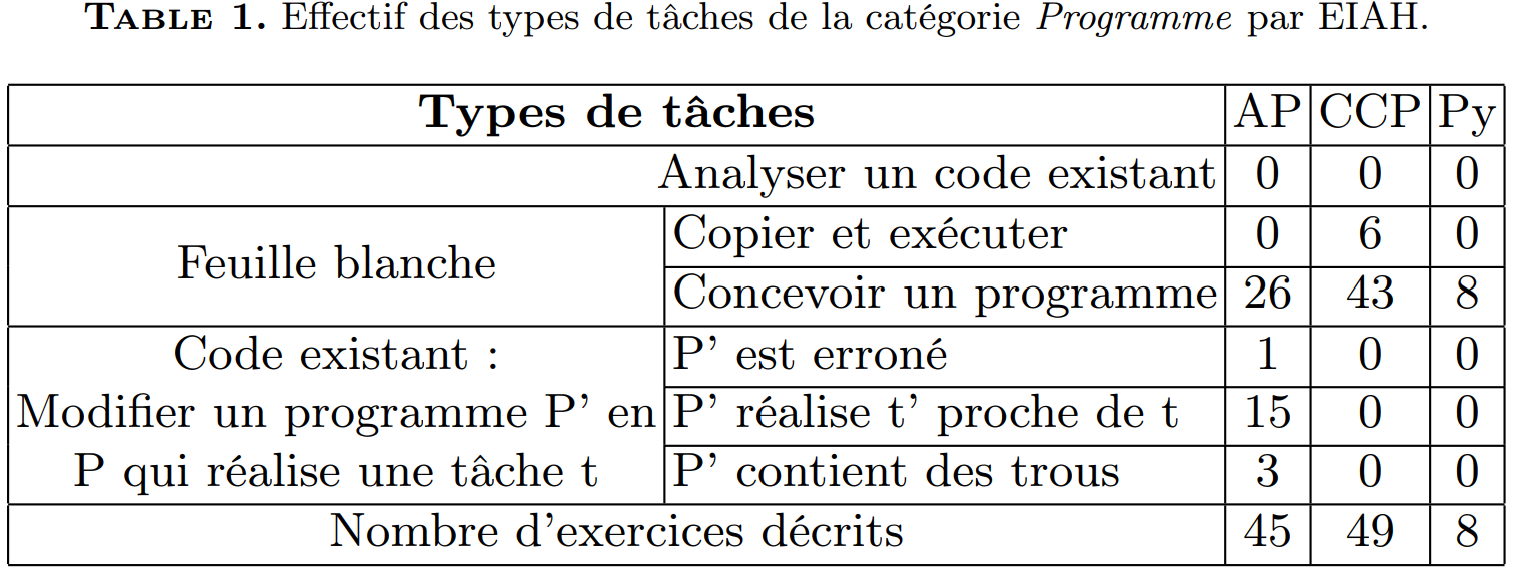 TABLE 1. Effectif des types de tâches de la catégorie Programme par EIAH.
Types de tâches AP CCP Py
Analyser un code existant 0 0 0
Feuille blanche Copier et exécuter 0 6 0
Concevoir un programme 26 43 8
Code existant : P' est erroné 1 0 0
Modifier un programme P' en P' réalise t' proche de t 15 0 0
P qui réalise une tâche t P' contient des trous 3 0 0
Nombre d'exercices décrits 45 49 8